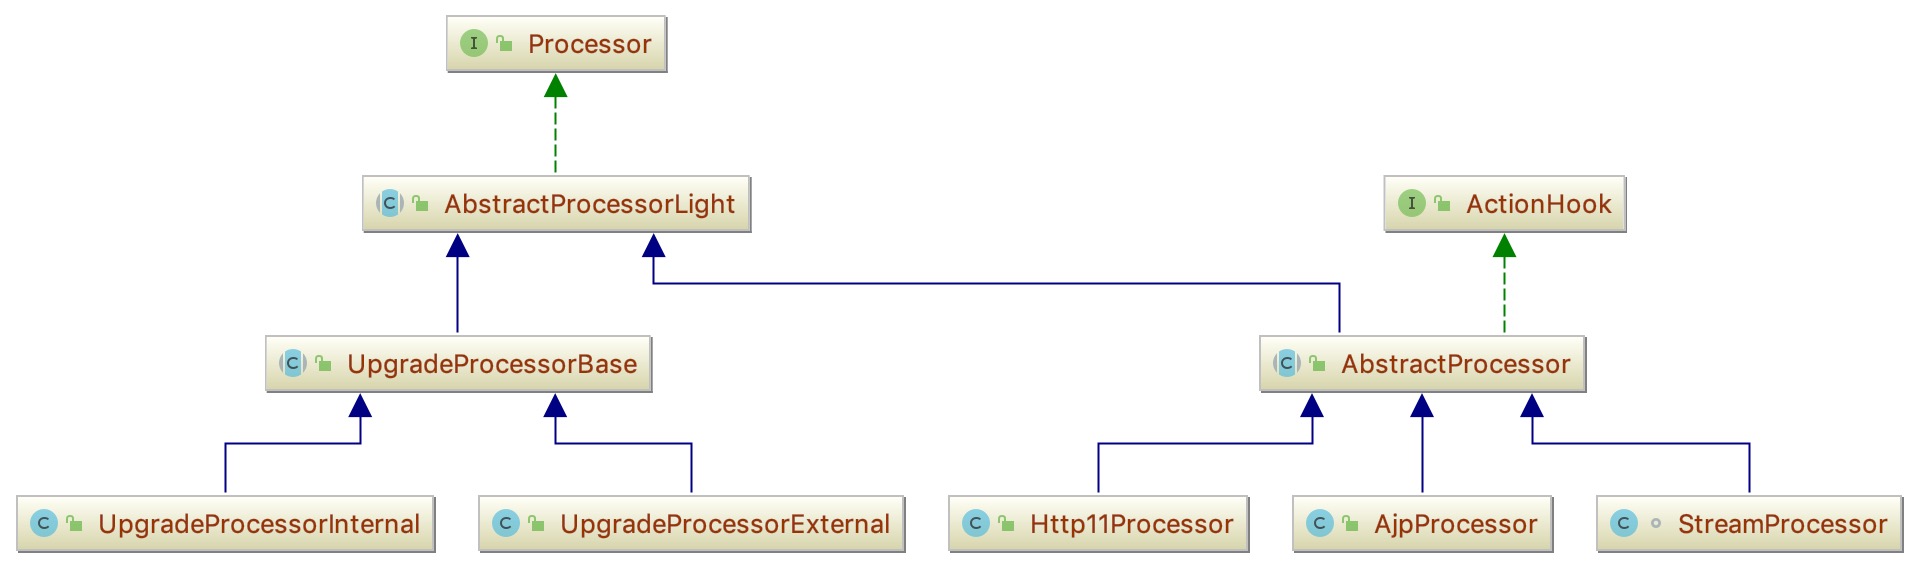 I Processor
C AbstractProcessorLight
I ActionHook
C UpgradeProcessorBase
C AbstractProcessor
C UpgradeProcessorInternal
C UpgradeProcessorExternal
C Http11Processor
C AjpProcessor
C StreamProcessor